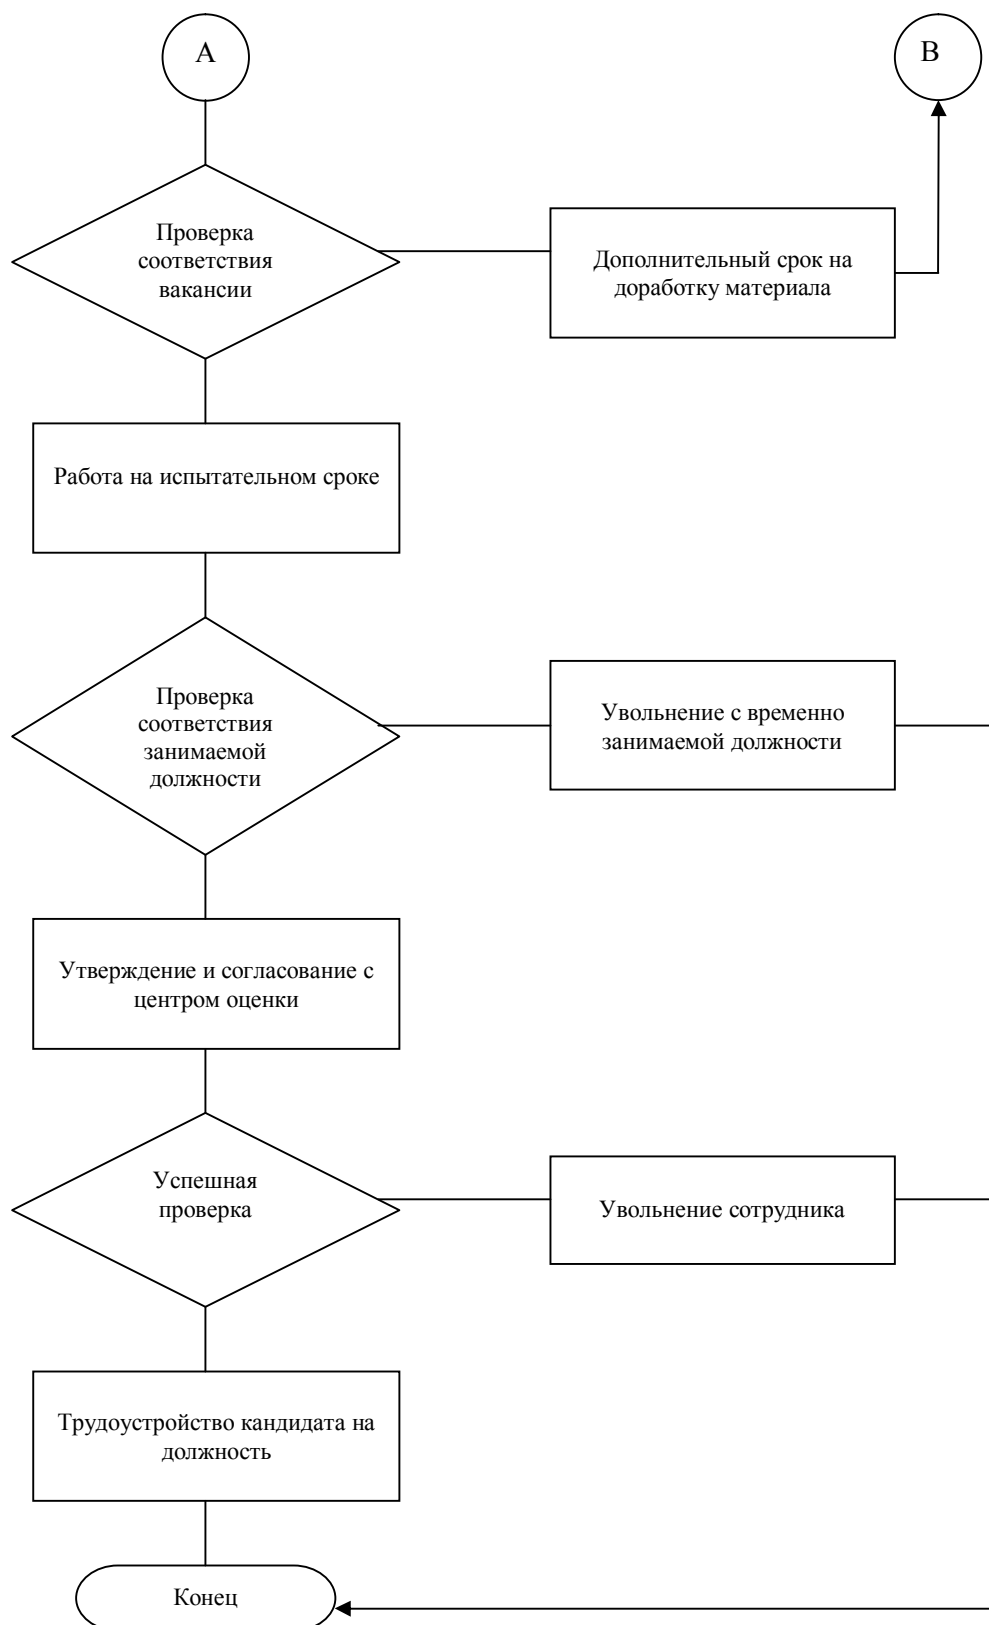 А
В
Проверка
соответствия
вакансии
Дополнительный срок на
доработку материала
Работа на испытательном сроке
Проверка
соответствия
занимаемой
должности
Увольнение с временно
занимаемой должности
Утверждение и согласование с
центром оценки
Успешная
проверка
Увольнение сотрудника
Трудоустройство кандидата на
должность
Конец